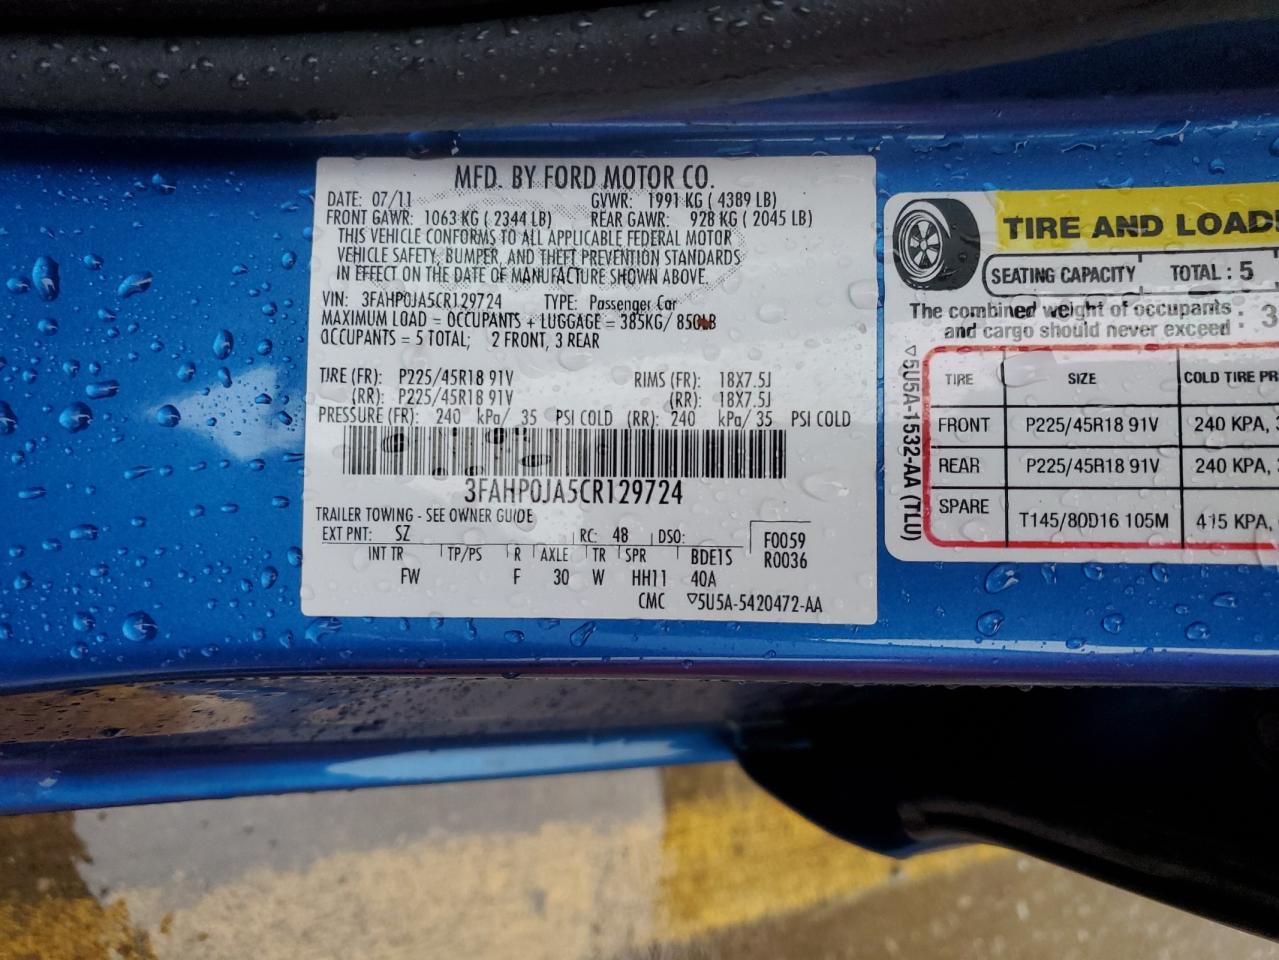 MFD. BY FORD MOTOR CO.
DATE: 07/11 GVWR: 1991 KG ( 4389 LB)
FRONT GAWR: 1063 KG ( 2344 LB) REAR GAWR: 928 KG ( 2045 LB)
THIS VEHICLE CONFORMS TO ALL APPLICABLE FEDERAL MOTOR
VEHICLE SAFETY, BUMPER, AND THEFT PREVENTION STANDARDS
IN EFFECT ON THE DATE OF MANUFACTURE SHOWN ABOVE.
VIN: 3FAHP0JA5CR129724 TYPE: Passenger Car
MAXIMUM LOAD = OCCUPANTS + LUGGAGE = 385KG/ 850LB
OCCUPANTS = 5 TOTAL; 2 FRONT, 3 REAR
TIRE (FR): P225/45R18 91V RIMS (FR): 18X7.5J
(RR): P225/45R18 91V (RR): 18X7.5J
PRESSURE (FR): 240 kPa/ 35 PSI COLD (RR): 240 kPa/ 35 PSI COLD
3FAHP0JA5CR129724
TRAILER TOWING - SEE OWNER GUIDE
EXT PNT: SZ RC: 48 DSO: F0059
INT TR TP/PS R AXLE TR SPR BDE1S R0036
FW F 30 W HH11 40A
CMC ▽5U5A-5420472-AA
TIRE AND LOAD
SEATING CAPACITY TOTAL : 5
The combined weight of occupants
and cargo should never exceed : 3
▽5U5A-1532-AA (TLU)
TIRE SIZE COLD TIRE PR
FRONT P225/45R18 91V 240 KPA, 3
REAR P225/45R18 91V 240 KPA,
SPARE T145/80D16 105M 415 KPA,